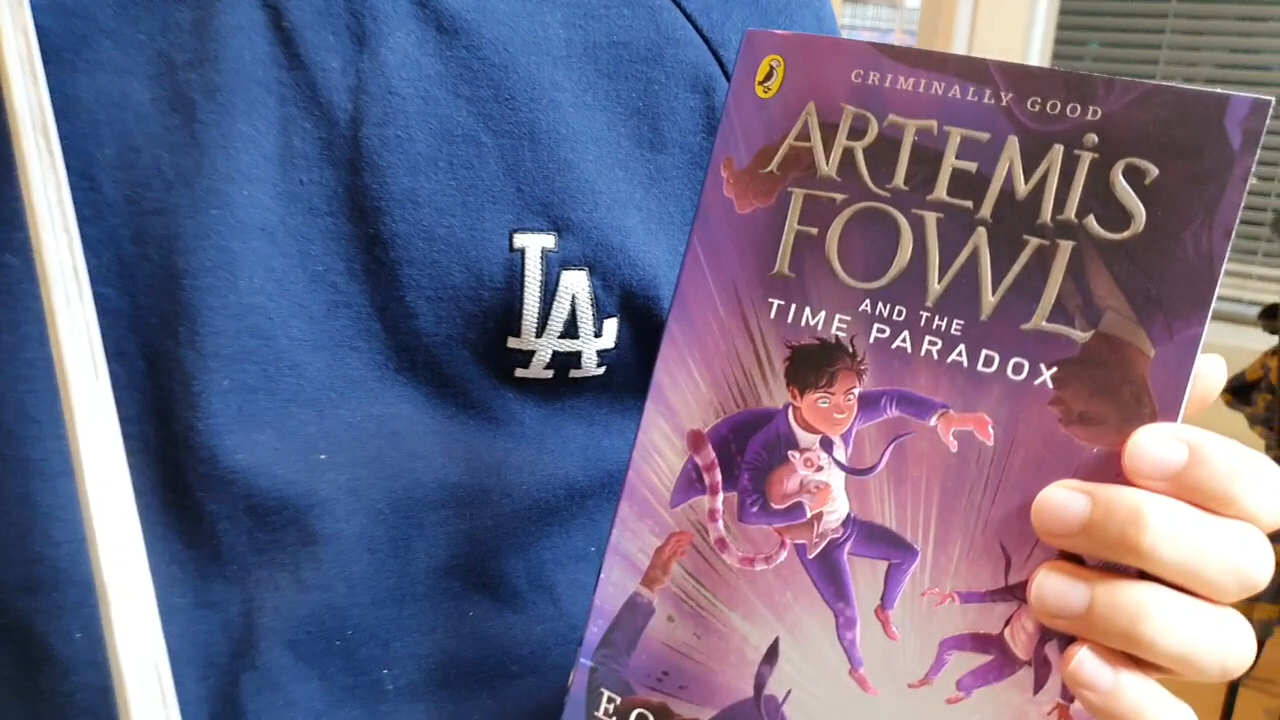 LA
CRIMINALLY GOOD
ARTEMiS
FOWL
AND THE
TIME PARADOX